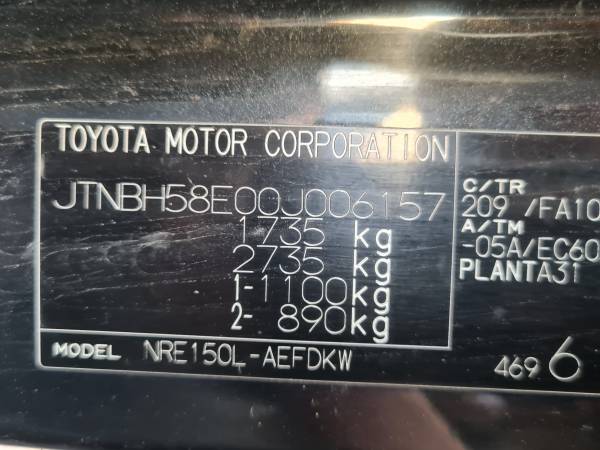 TOYOTA MOTOR CORPORATION
JTNBH58E00J006157
1735 kg
2735 kg
1-1100kg
2- 890kg
MODEL NRE150L-AEFDKW
C/TR
209 /FA10
A/TM
-05A/EC60
PLANTA31
469 6